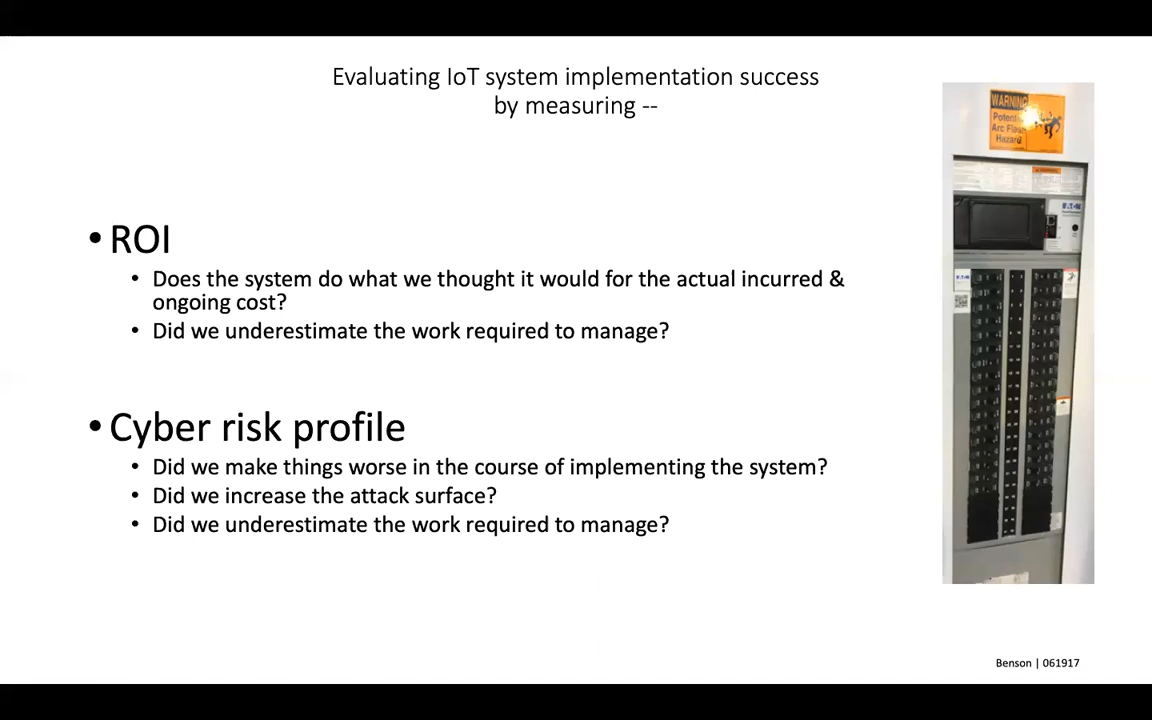 Evaluating IoT system implementation success
by measuring --
• ROI
• Does the system do what we thought it would for the actual incurred &
ongoing cost?
• Did we underestimate the work required to manage?
• Cyber risk profile
• Did we make things worse in the course of implementing the system?
• Did we increase the attack surface?
• Did we underestimate the work required to manage?
WARNING
Arc Flash
Hazard
Benson | 061917